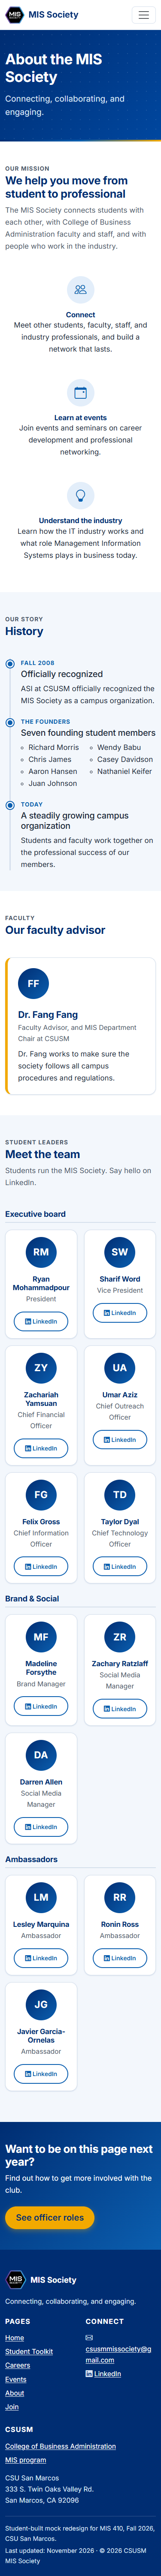 MIS Society
About the MIS
Society
Connecting, collaborating, and
engaging.
OUR MISSION
We help you move from
student to professional
The MIS Society connects students with
each other, with College of Business
Administration faculty and staff, and with
people who work in the industry.
Connect
Meet other students, faculty, staff, and
industry professionals, and build a
network that lasts.
Learn at events
Join events and seminars on career
development and professional
networking.
Understand the industry
Learn how the IT industry works and
what role Management Information
Systems plays in business today.
OUR STORY
History
FALL 2008
Officially recognized
ASI at CSUSM officially recognized the
MIS Society as a campus organization.
THE FOUNDERS
Seven founding student members
Richard Morris
Chris James
Aaron Hansen
Juan Johnson
Wendy Babu
Casey Davidson
Nathaniel Keifer
TODAY
A steadily growing campus
organization
Students and faculty work together on
the professional success of our
members.
FACULTY
Our faculty advisor
FF
Dr. Fang Fang
Faculty Advisor, and MIS Department
Chair at CSUSM
Dr. Fang works to make sure the
society follows all campus
procedures and regulations.
STUDENT LEADERS
Meet the team
Students run the MIS Society. Say hello on
LinkedIn.
Executive board
RM
Ryan
Mohammadpour
President
LinkedIn
SW
Sharif Word
Vice President
LinkedIn
ZY
Zachariah
Yamsuan
Chief Financial
Officer
LinkedIn
UA
Umar Aziz
Chief Outreach
Officer
LinkedIn
FG
Felix Gross
Chief Information
Officer
LinkedIn
TD
Taylor Dyal
Chief Technology
Officer
LinkedIn
Brand & Social
MF
Madeline
Forsythe
Brand Manager
LinkedIn
ZR
Zachary Ratzlaff
Social Media
Manager
LinkedIn
DA
Darren Allen
Social Media
Manager
LinkedIn
Ambassadors
LM
Lesley Marquina
Ambassador
LinkedIn
RR
Ronin Ross
Ambassador
LinkedIn
JG
Javier Garcia-
Ornelas
Ambassador
LinkedIn
Want to be on this page next
year?
Find out how to get more involved with the
club.
See officer roles
MIS Society
Connecting, collaborating, and engaging.
PAGES
Home
Student Toolkit
Careers
Events
About
Join
CONNECT
csusmmissociety@g
mail.com
LinkedIn
CSUSM
College of Business Administration
MIS program
CSU San Marcos
333 S. Twin Oaks Valley Rd.
San Marcos, CA 92096
Student-built mock redesign for MIS 410, Fall 2026,
CSU San Marcos.
Last updated: November 2026 · © 2026 CSUSM
MIS Society